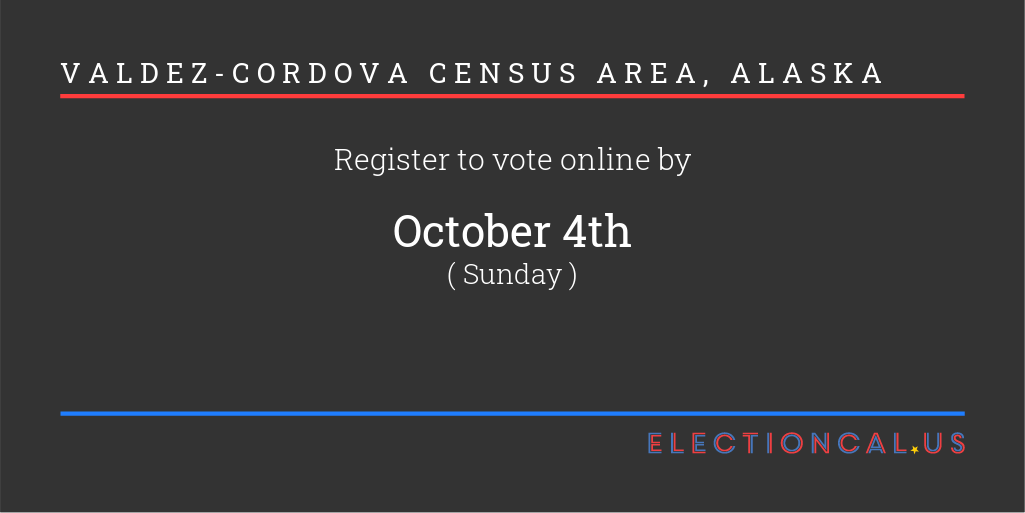 VALDEZ-CORDOVA CENSUS AREA, ALASKA
Register to vote online by
October 4th
( Sunday )
ELECTIONCAL.US